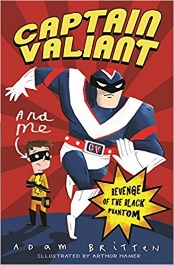 CAPTAIN
VALIANT
And
Me
CV
REVENGE
OF THE BLACK
PHANTOM
ADAM BRITTEN
ILLUSTRATED BY ARTHUR HAMER